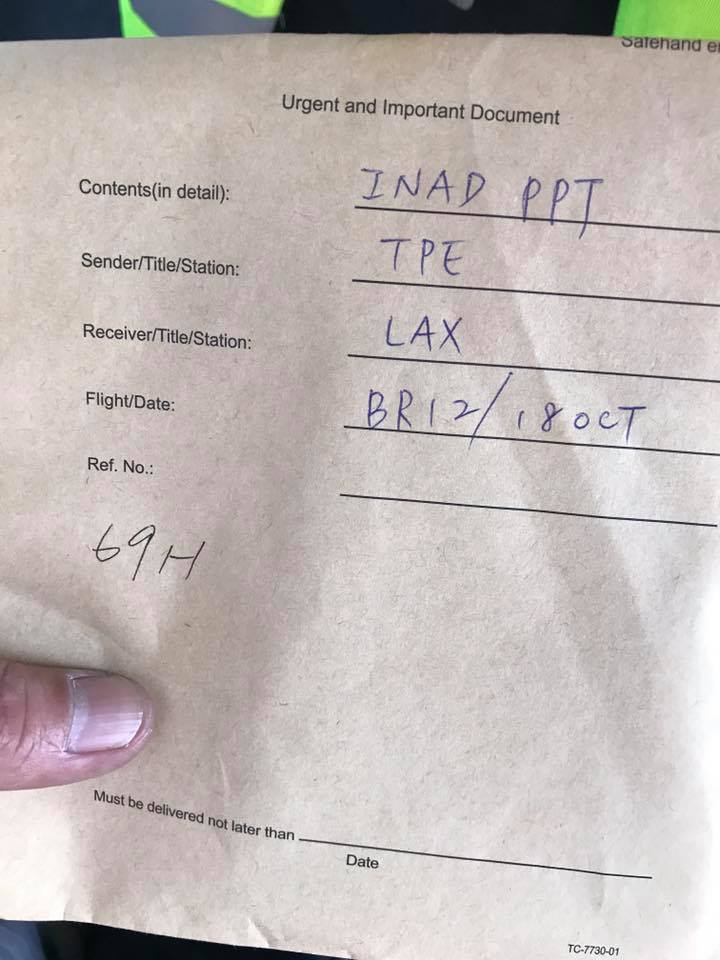 Safehand e
Urgent and Important Document
Contents(in detail): INAD PPT
Sender/Title/Station: TPE
Receiver/Title/Station: LAX
Flight/Date: BR12/18OCT
Ref. No.:
69H
Must be delivered not later than
Date
TC-7730-01